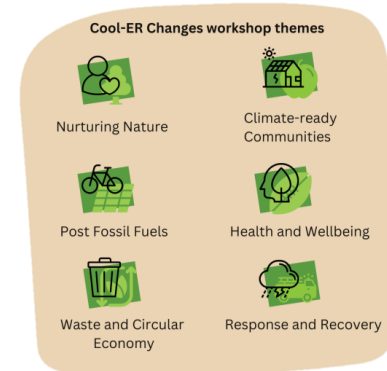 Cool-ER Changes workshop themes
Nurturing Nature
Climate-ready
Communities
Post Fossil Fuels
Health and Wellbeing
Waste and Circular
Economy
Response and Recovery